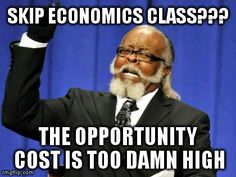 SKIP ECONOMICS CLASS???
THE OPPORTUNITY
COST IS TOO DAMN HIGH
imgflip.com